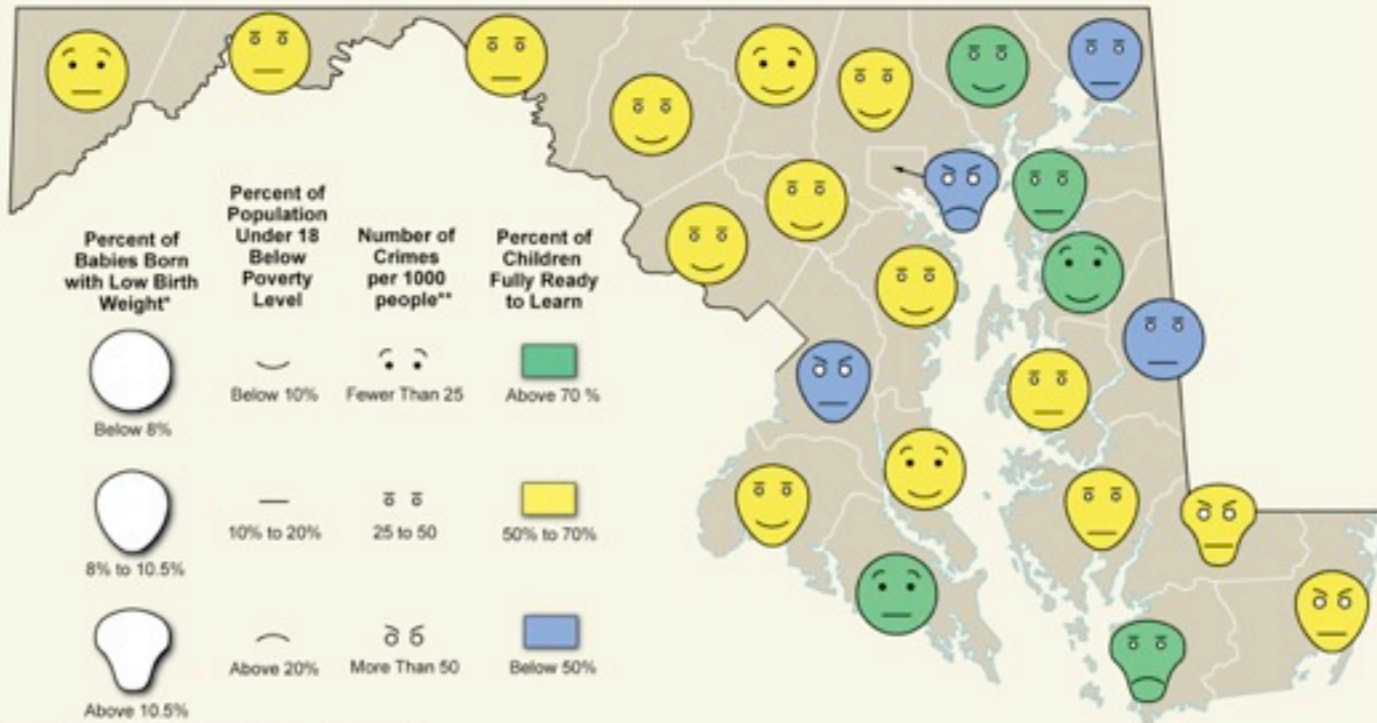 Percent of
Babies Born
with Low Birth
Weight*
Below 8%
8% to 10.5%
Above 10.5%
Percent of
Population
Under 18
Below
Poverty
Level
Below 10%
10% to 20%
Above 20%
Number of
Crimes
per 1000
people**
Fewer Than 25
25 to 50
More Than 50
Percent of
Children
Fully Ready
to Learn
Above 70 %
50% to 70%
Below 50%